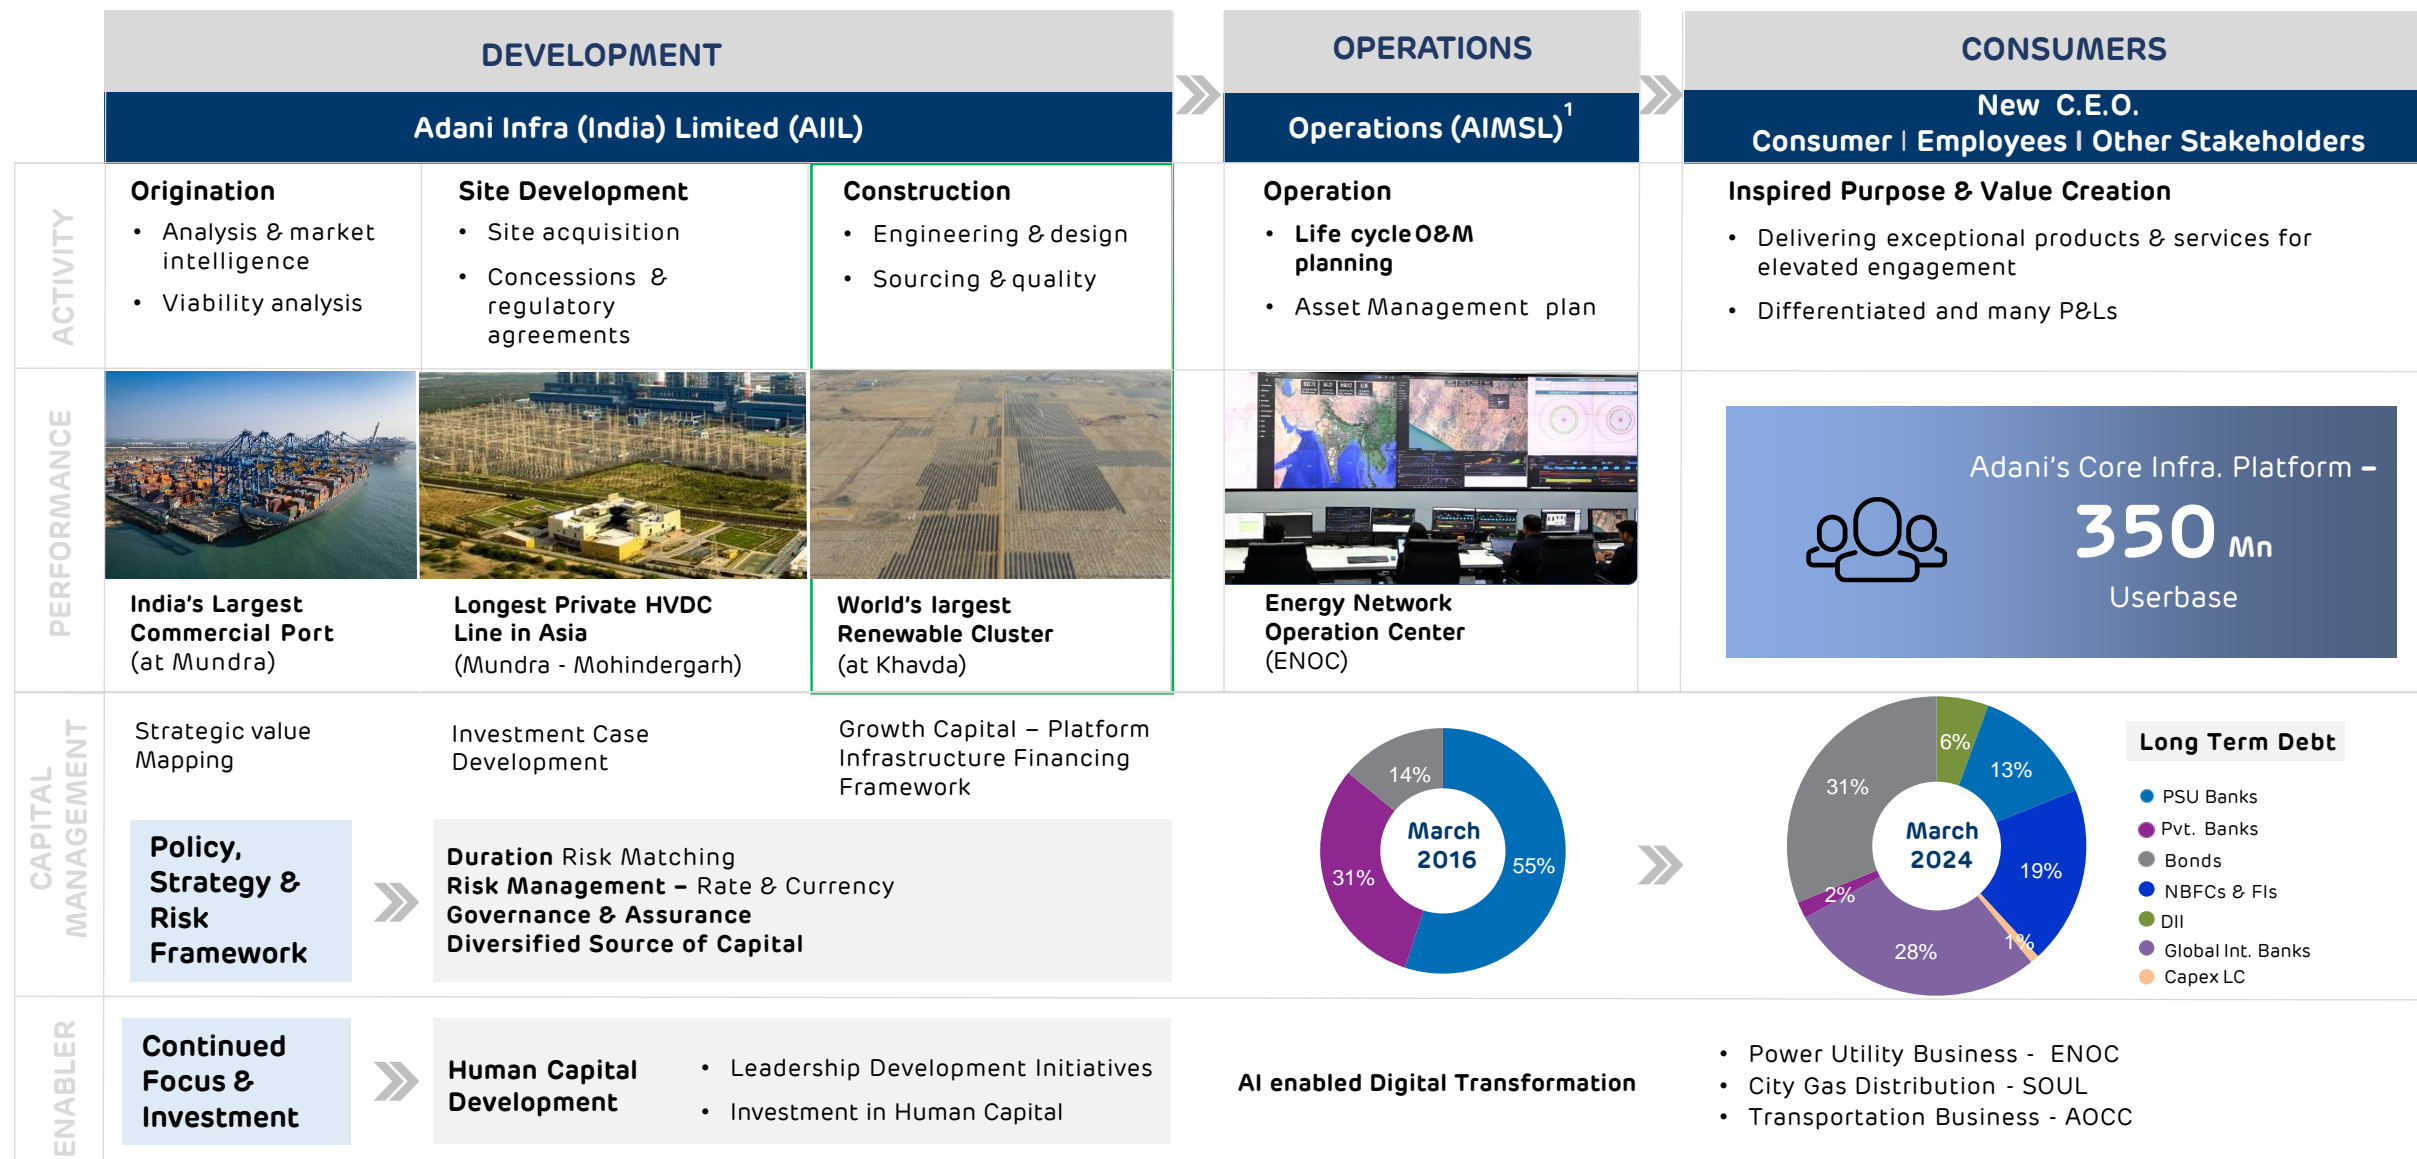 DEVELOPMENT
OPERATIONS
CONSUMERS
Adani Infra (India) Limited (AIIL)
Operations (AIMSL)1
New C.E.O.
Consumer | Employees | Other Stakeholders
ACTIVITY
Origination
• Analysis & market
intelligence
• Viability analysis
Site Development
• Site acquisition
• Concessions &
regulatory
agreements
Construction
• Engineering & design
• Sourcing & quality
Operation
• Life cycle O&M
planning
• Asset Management plan
Inspired Purpose & Value Creation
• Delivering exceptional products & services for
elevated engagement
• Differentiated and many P&Ls
PERFORMANCE
India's Largest
Commercial Port
(at Mundra)
Longest Private HVDC
Line in Asia
(Mundra - Mohindergarh)
World's largest
Renewable Cluster
(at Khavda)
Energy Network
Operation Center
(ENOC)
Adani's Core Infra. Platform –
350 Mn
Userbase
CAPITAL
MANAGEMENT
Strategic value
Mapping
Investment Case
Development
Growth Capital – Platform
Infrastructure Financing
Framework
Policy,
Strategy &
Risk
Framework
Duration Risk Matching
Risk Management – Rate & Currency
Governance & Assurance
Diversified Source of Capital
14%
31%
55%
March
2016
6%
13%
31%
19%
2%
1%
28%
March
2024
Long Term Debt
PSU Banks
Pvt. Banks
Bonds
NBFCs & FIs
DII
Global Int. Banks
Capex LC
ENABLER
Continued
Focus &
Investment
Human Capital
Development
• Leadership Development Initiatives
• Investment in Human Capital
AI enabled Digital Transformation
• Power Utility Business - ENOC
• City Gas Distribution - SOUL
• Transportation Business - AOCC